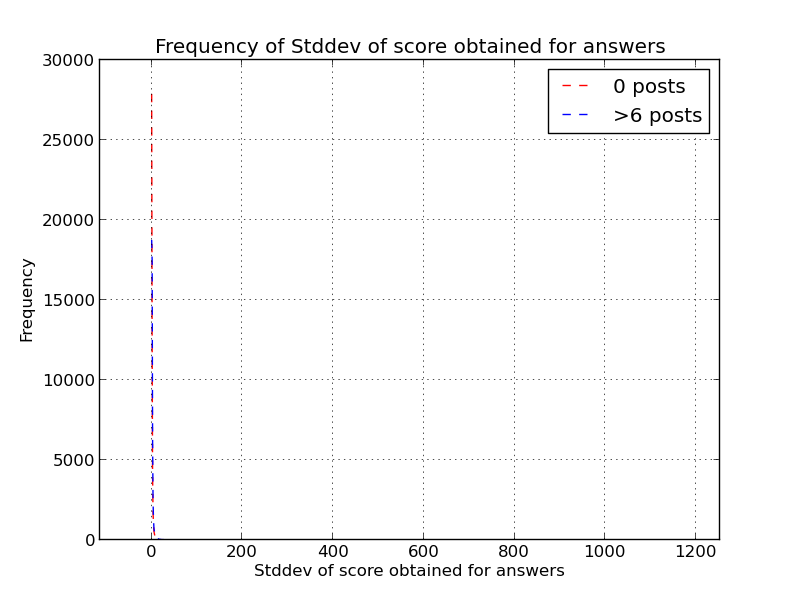 Frequency of Stddev of score obtained for answers
30000
25000
20000
15000
10000
5000
0
Frequency
0 posts
>6 posts
0 200 400 600 800 1000 1200
Stddev of score obtained for answers